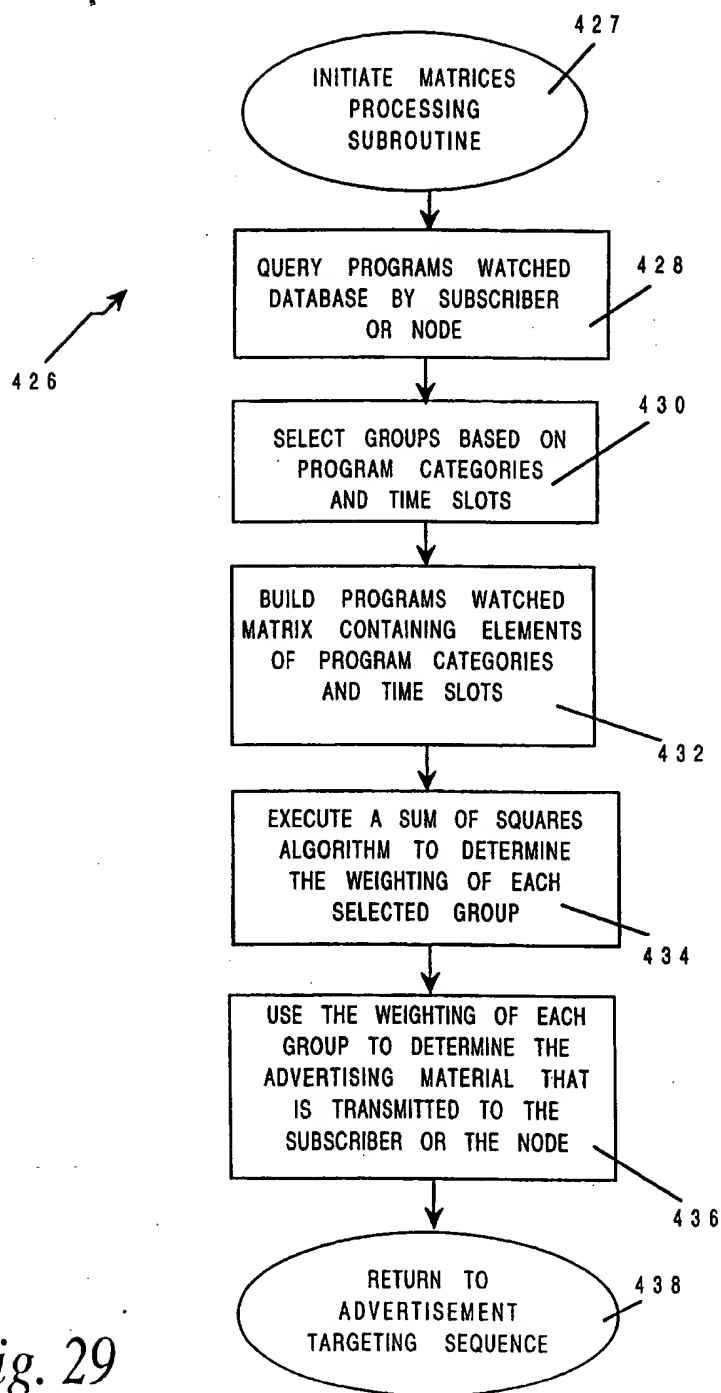 427
INITIATE MATRICES
PROCESSING
SUBROUTINE
QUERY PROGRAMS WATCHED
DATABASE BY SUBSCRIBER
OR NODE
428
426
430
SELECT GROUPS BASED ON
PROGRAM CATEGORIES
AND TIME SLOTS
BUILD PROGRAMS WATCHED
MATRIX CONTAINING ELEMENTS
OF PROGRAM CATEGORIES
AND TIME SLOTS
432
EXECUTE A SUM OF SQUARES
ALGORITHM TO DETERMINE
THE WEIGHTING OF EACH
SELECTED GROUP
434
USE THE WEIGHTING OF EACH
GROUP TO DETERMINE THE
ADVERTISING MATERIAL THAT
IS TRANSMITTED TO THE
SUBSCRIBER OR THE NODE
436
RETURN TO
ADVERTISEMENT
TARGETING SEQUENCE
438
ig. 29